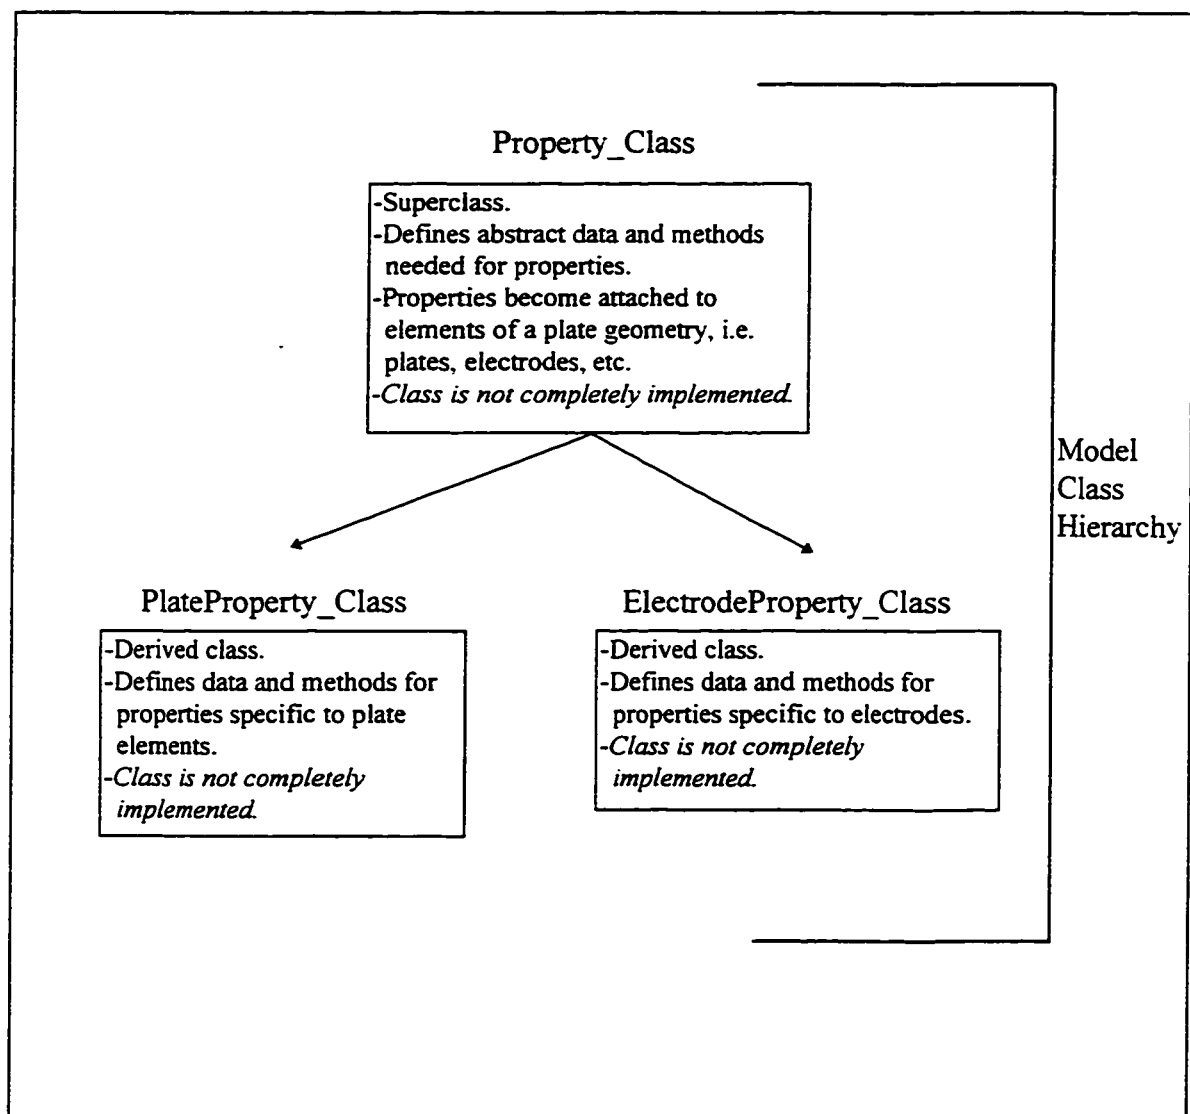 Property_Class
-Superclass.
-Defines abstract data and methods
needed for properties.
-Properties become attached to
elements of a plate geometry, i.e.
plates, electrodes, etc.
-Class is not completely implemented.
Model
Class
Hierarchy
PlateProperty_Class
-Derived class.
-Defines data and methods for
properties specific to plate
elements.
-Class is not completely
implemented.
ElectrodeProperty_Class
-Derived class.
-Defines data and methods for
properties specific to electrodes.
-Class is not completely
implemented.